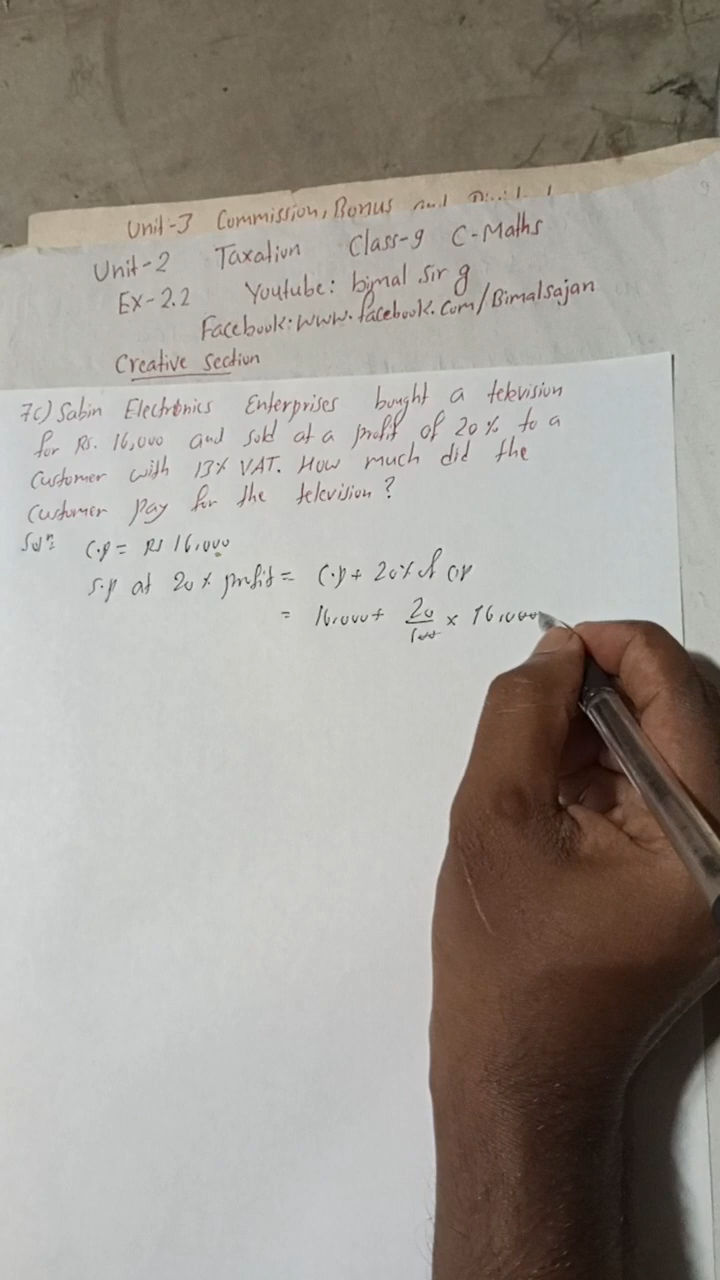 Unit-3 Commission, Bonus and
Unit-2 Taxation Class-9 C-Maths
Ex-2.2 Youtube: bimal sir g
Facebook: www.facebook.com/Bimalsajan
Creative section
7c) Sabin Electronics Enterprises bought a television
for Rs. 16,000 and sold at a profit of 20% to a
customer with 13% VAT. How much did the
customer pay for the television?
Solⁿ: C.p = Rs 16,000
S.p at 20% profit = C.p + 20% of cp
= 16,000 + 20/100 × 16,000